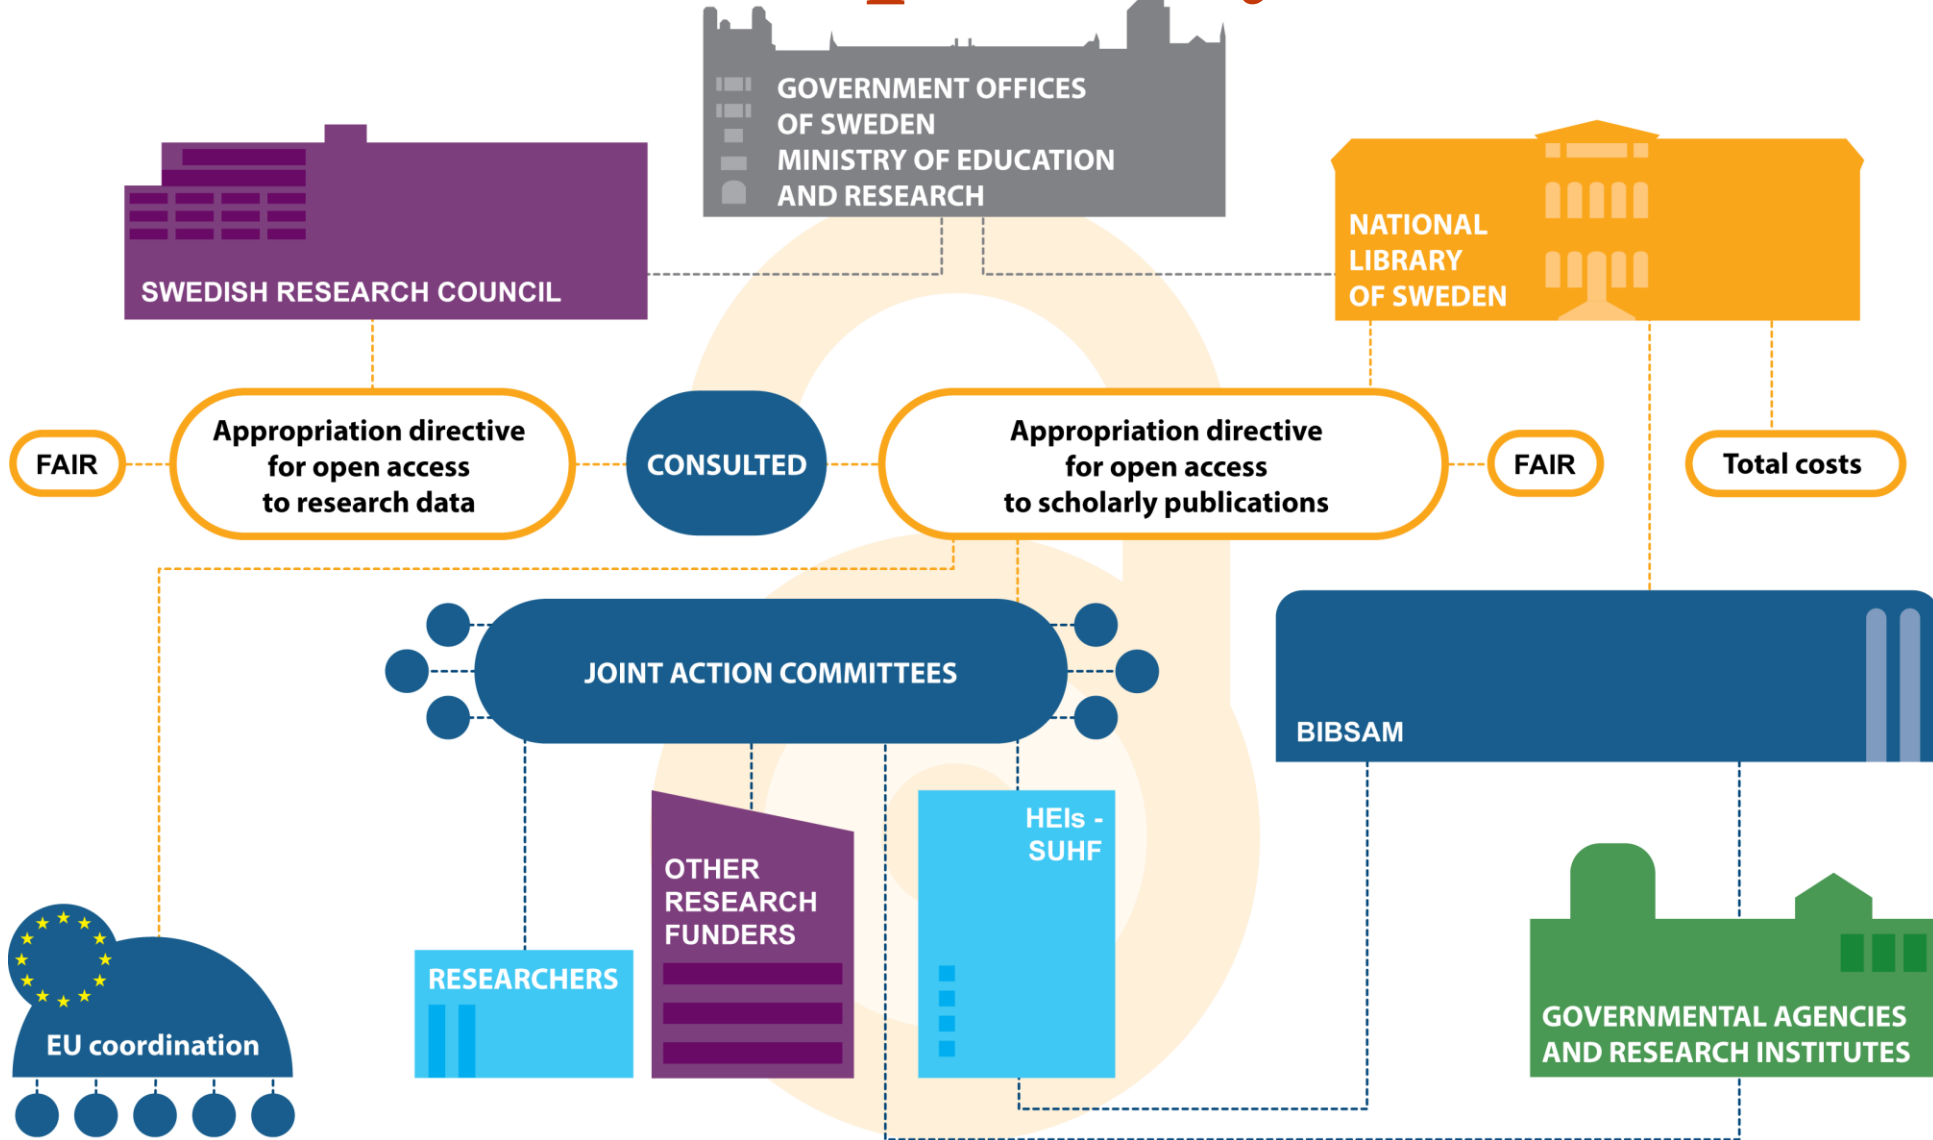 GOVERNMENT OFFICES
OF SWEDEN
MINISTRY OF EDUCATION
AND RESEARCH
SWEDISH RESEARCH COUNCIL
NATIONAL
LIBRARY
OF SWEDEN
FAIR
Appropriation directive
for open access
to research data
CONSULTED
Appropriation directive
for open access
to scholarly publications
FAIR
Total costs
JOINT ACTION COMMITTEES
BIBSAM
HEIs -
SUHF
OTHER
RESEARCH
FUNDERS
RESEARCHERS
EU coordination
GOVERNMENTAL AGENCIES
AND RESEARCH INSTITUTES